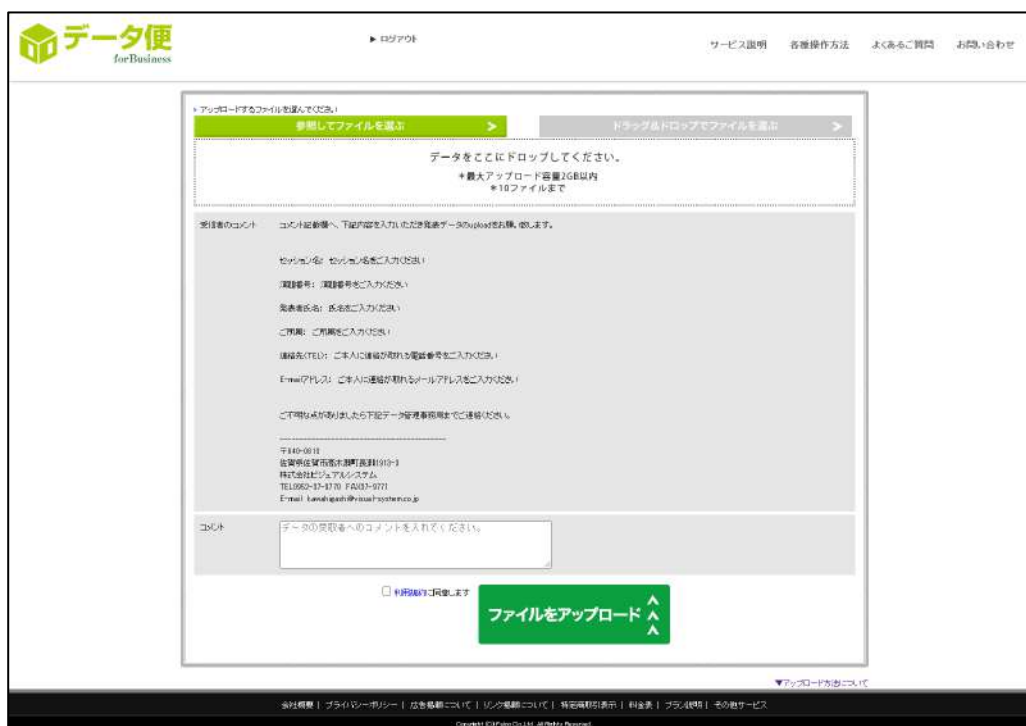 データ便
forBusiness
▶ ログアウト
サービス説明 各種操作方法 よくあるご質問 お問い合わせ
アップロードするファイルを選んでください
参照してファイルを選ぶ >
ドラッグ&ドロップでファイルを選ぶ >
データをここにドロップしてください。
*最大アップロード容量2GB以内
*10ファイルまで
受信者のコメント
コメント記載欄へ、下記内容を入力いただき発表データのuploadをお願い致します。
セッション名: セッション名をご入力ください
演題番号: 演題番号をご入力ください
発表者氏名: 氏名をご入力ください
ご所属: ご所属をご入力ください
連絡先(TEL): ご本人に連絡が取れる電話番号をご入力ください
E-mailアドレス: ご本人に連絡が取れるメールアドレスをご入力ください
ご不明な点がありましたら下記データ管理事務局までご連絡ください。
佐賀県佐賀市高木瀬町長瀬1313-3
株式会社ビジュアルシステム
E-mail kawahigashi@visual-system.co.jp
コメント
データの受取者へのコメントを入れてください。
利用規約に同意します
ファイルをアップロード
▼アップロード方法について
会社概要 | プライバシーポリシー | 広告掲載について | リンク掲載について | 特定商取引表示 | 料金表 | プラン説明 | その他サービス